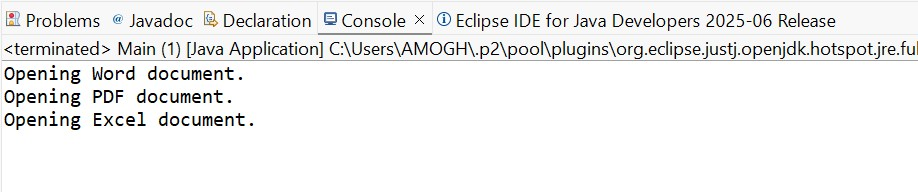 Problems @ Javadoc Declaration Console × Eclipse IDE for Java Developers 2025-06 Release
<terminated> Main (1) [Java Application] C:\Users\AMOGH\.p2\pool\plugins\org.eclipse.justj.openjdk.hotspot.jre.ful
Opening Word document.
Opening PDF document.
Opening Excel document.